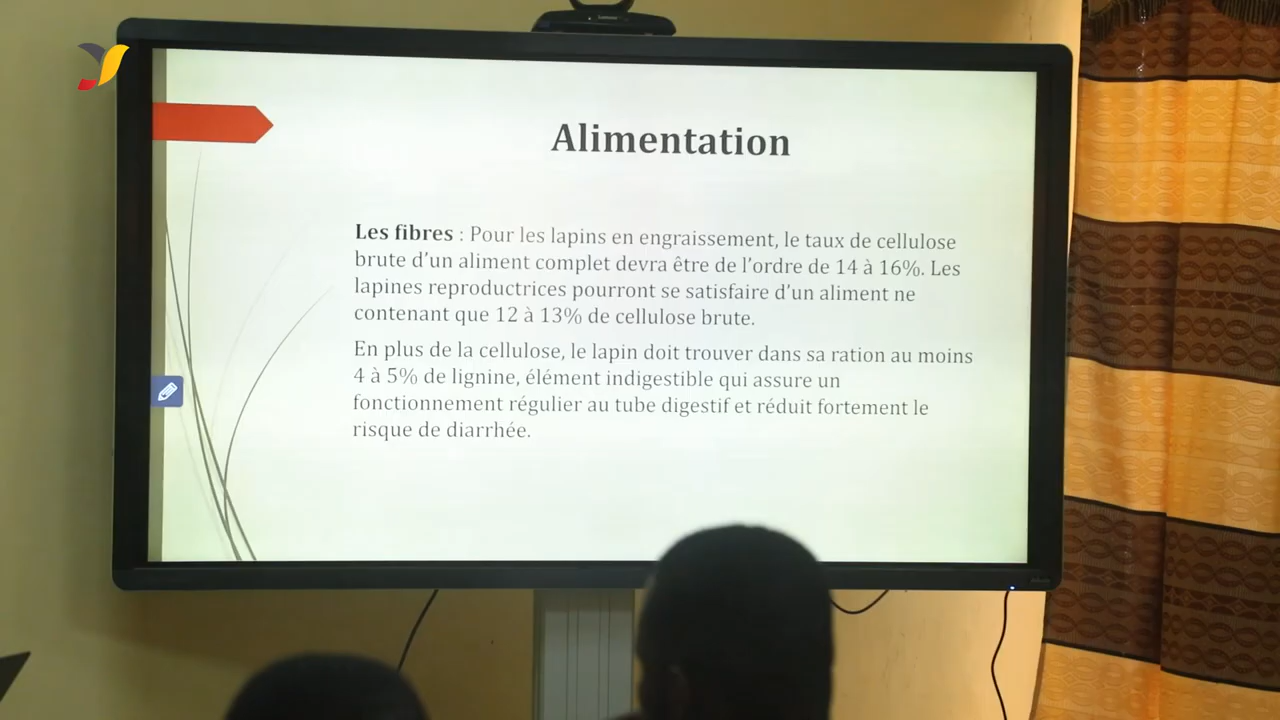 Alimentation
Les fibres : Pour les lapins en engraissement, le taux de cellulose
brute d’un aliment complet devra être de l’ordre de 14 à 16%. Les
lapines reproductrices pourront se satisfaire d’un aliment ne
contenant que 12 à 13% de cellulose brute.
En plus de la cellulose, le lapin doit trouver dans sa ration au moins
4 à 5% de lignine, élément indigestible qui assure un
fonctionnement régulier au tube digestif et réduit fortement le
risque de diarrhée.